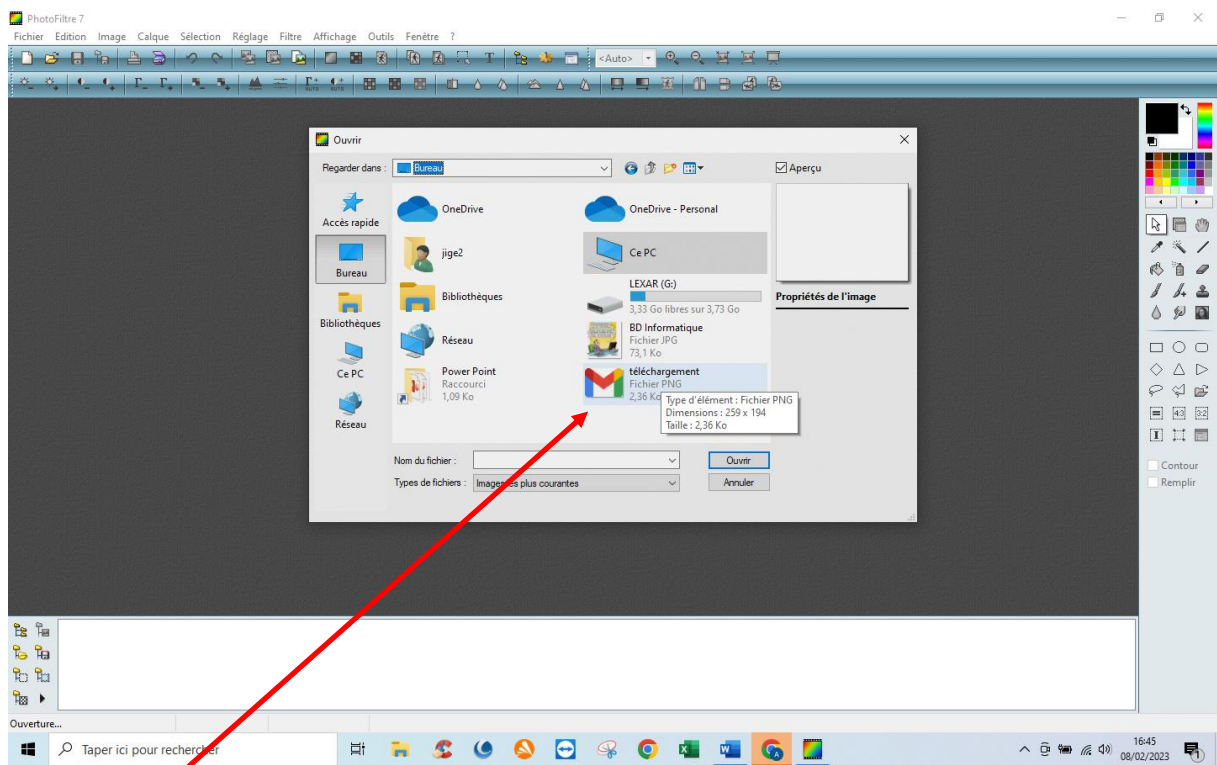 PhotoFiltre 7
Fichier Edition Image Calque Sélection Réglage Filtre Affichage Outils Fenêtre ?
<Auto>
Ouvrir
Regarder dans : Bureau
Aperçu
Accès rapide
Bureau
Bibliothèques
Ce PC
Réseau
OneDrive
OneDrive - Personal
jige2
Ce PC
Bibliothèques
LEXAR (G:)
3,33 Go libres sur 3,73 Go
Réseau
BD Informatique
Fichier JPG
73,1 Ko
Power Point
Raccourci
1,09 Ko
téléchargement
Fichier PNG
2,36 Ko
Type d'élément : Fichier PNG
Dimensions : 259 x 194
Taille : 2,36 Ko
Propriétés de l'image
Nom du fichier :
Ouvrir
Types de fichiers : Images les plus courantes
Annuler
Contour
Remplir
Ouverture...
Taper ici pour rechercher
16:45
08/02/2023